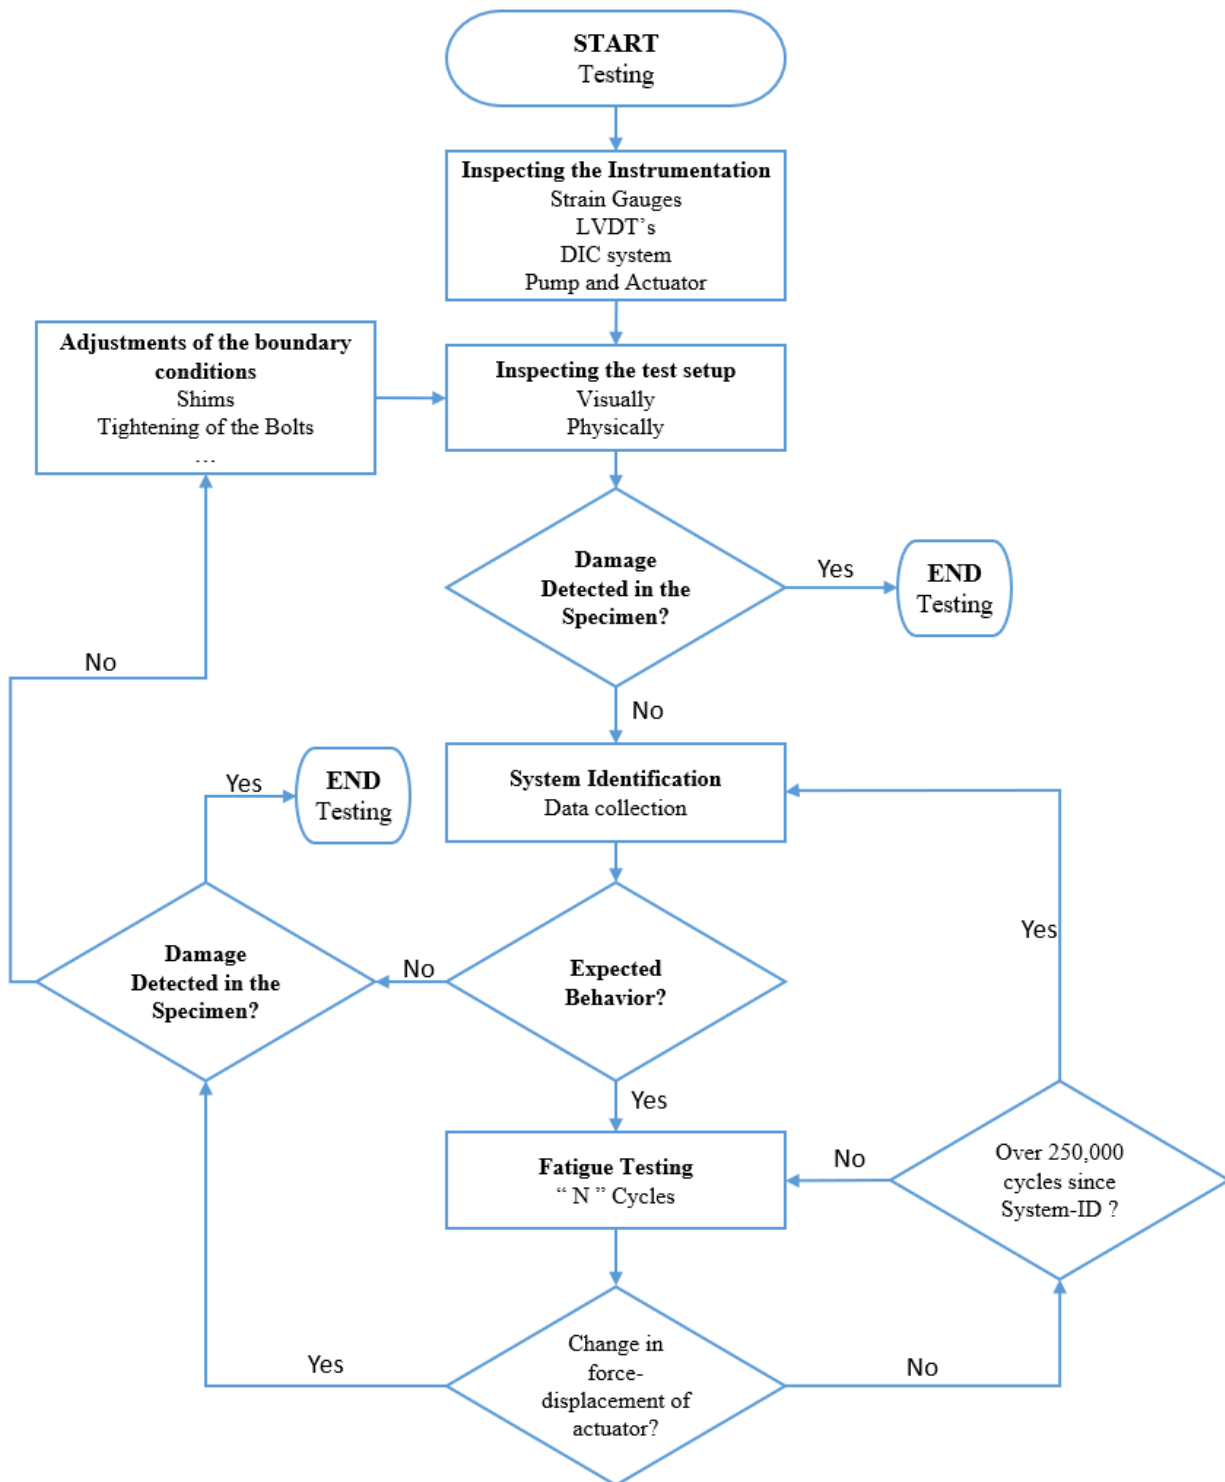 START
Testing
Inspecting the Instrumentation
Strain Gauges
LVDT’s
DIC system
Pump and Actuator
Adjustments of the boundary
conditions
Shims
Tightening of the Bolts
...
Inspecting the test setup
Visually
Physically
Damage
Detected in the
Specimen?
Yes
END
Testing
No
No
System Identification
Data collection
Yes
END
Testing
Yes
Damage
Detected in the
Specimen?
No
Expected
Behavior?
Yes
Fatigue Testing
“ N ” Cycles
No
Over 250,000
cycles since
System-ID ?
Yes
Change in
force-
displacement of
actuator?
No